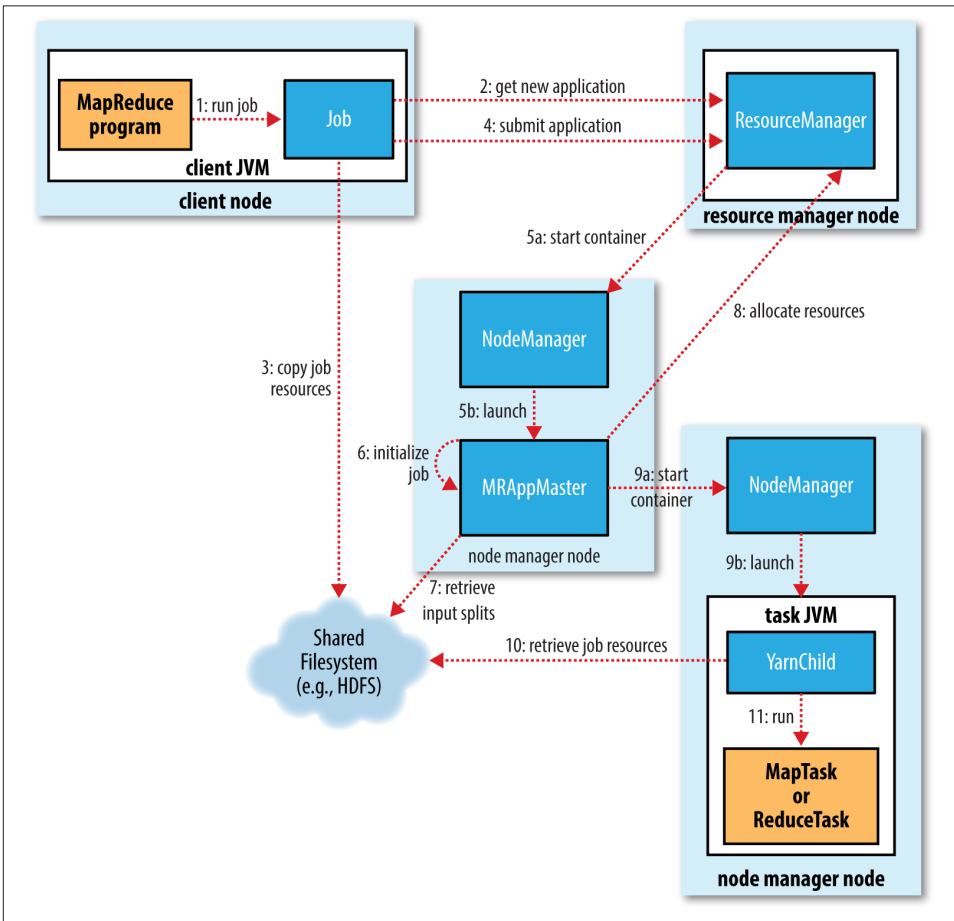 MapReduce
program
1: run job
Job
client JVM
client node
2: get new application
4: submit application
ResourceManager
resource manager node
5a: start container
8: allocate resources
3: copy job
resources
NodeManager
5b: launch
6: initialize
job
MRAppMaster
node manager node
9a: start
container
NodeManager
9b: launch
7: retrieve
input splits
Shared
Filesystem
(e.g., HDFS)
10: retrieve job resources
task JVM
YarnChild
11: run
MapTask
or
ReduceTask
node manager node